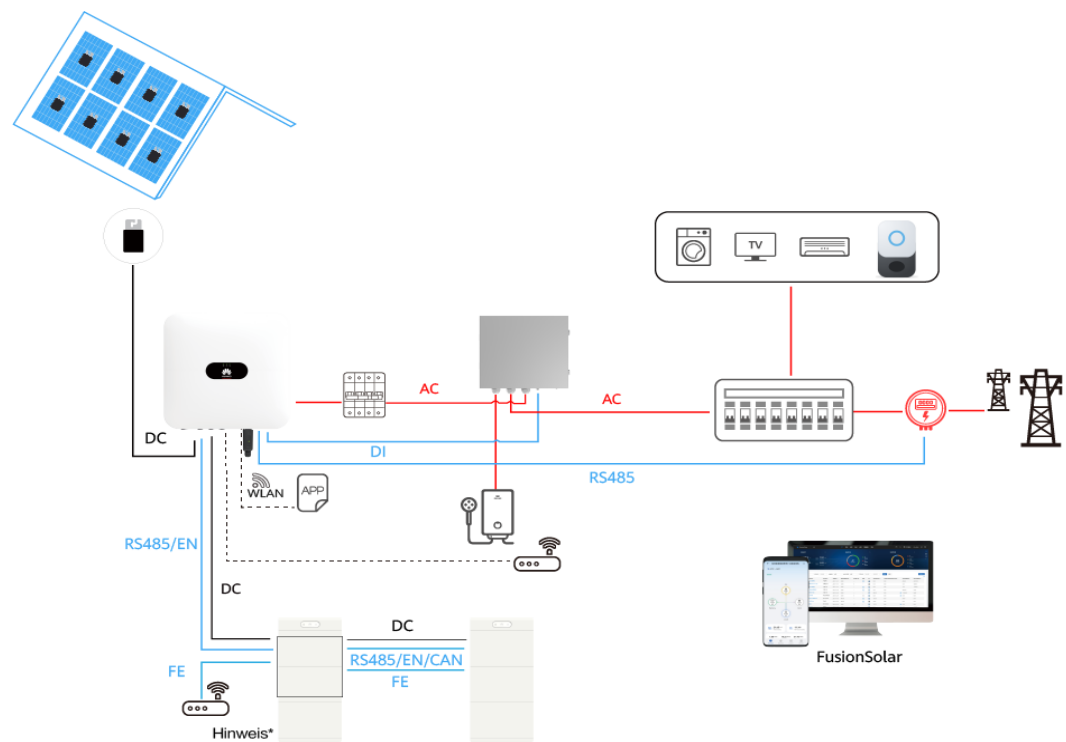 TV
AC
AC
DC
DI
RS485
WLAN
APP
RS485/EN
DC
DC
RS485/EN/CAN
FE
FE
FusionSolar
Hinweis*